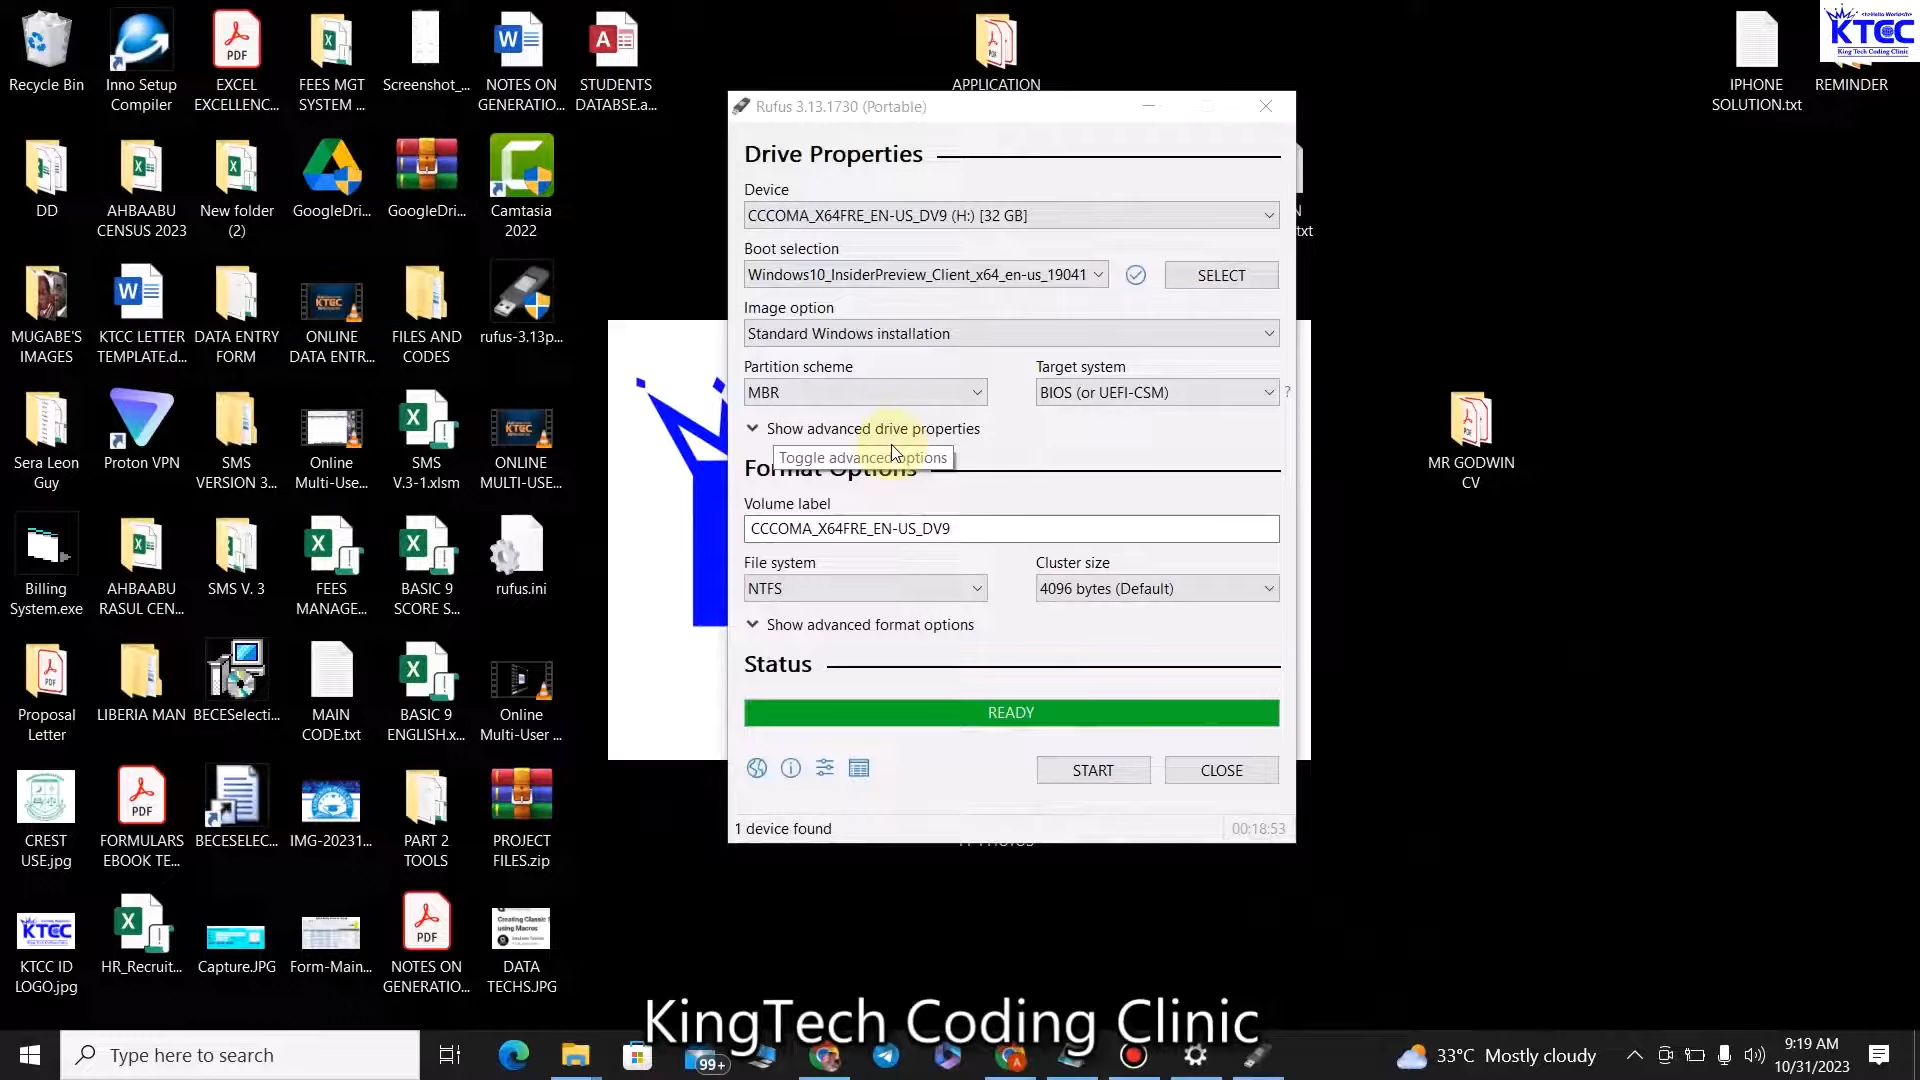 Recycle Bin
Inno Setup
Compiler
EXCEL
EXCELLENC...
FEES MGT
SYSTEM ...
Screenshot_...
NOTES ON
GENERATIO...
STUDENTS
DATABSE.a...
APPLICATION
IPHONE
SOLUTION.txt
REMINDER
KTCC
King Tech Coding Clinic
DD
AHBAABU
CENSUS 2023
New folder
(2)
GoogleDri...
GoogleDri...
Camtasia
2022
MUGABE'S
IMAGES
KTCC LETTER
TEMPLATE.d...
DATA ENTRY
FORM
ONLINE
DATA ENTR...
FILES AND
CODES
rufus-3.13p...
Sera Leon
Guy
Proton VPN
SMS
VERSION 3...
Online
Multi-Use...
SMS
V.3-1.xlsm
ONLINE
MULTI-USE...
Billing
System.exe
AHBAABU
RASUL CEN...
SMS V. 3
FEES
MANAGE...
BASIC 9
SCORE S...
rufus.ini
Proposal
Letter
LIBERIA MAN
BECESelecti...
MAIN
CODE.txt
BASIC 9
ENGLISH.x...
Online
Multi-User ...
CREST
USE.jpg
FORMULARS
EBOOK TE...
BECESELEC...
IMG-20231...
PART 2
TOOLS
PROJECT
FILES.zip
KTCC ID
LOGO.jpg
HR_Recruit...
Capture.JPG
Form-Main...
NOTES ON
GENERATIO...
DATA
TECHS.JPG
MR GODWIN
CV
Rufus 3.13.1730 (Portable)
Drive Properties
Device
CCCOMA_X64FRE_EN-US_DV9 (H:) [32 GB]
Boot selection
Windows10_InsiderPreview_Client_x64_en-us_19041
SELECT
Image option
Standard Windows installation
Partition scheme
Target system
MBR
BIOS (or UEFI-CSM)
?
Show advanced drive properties
Toggle advanced options
Format Options
Volume label
CCCOMA_X64FRE_EN-US_DV9
File system
Cluster size
NTFS
4096 bytes (Default)
Show advanced format options
Status
READY
START
CLOSE
1 device found
00:18:53
KingTech Coding Clinic
Type here to search
99+
33°C Mostly cloudy
9:19 AM
10/31/2023